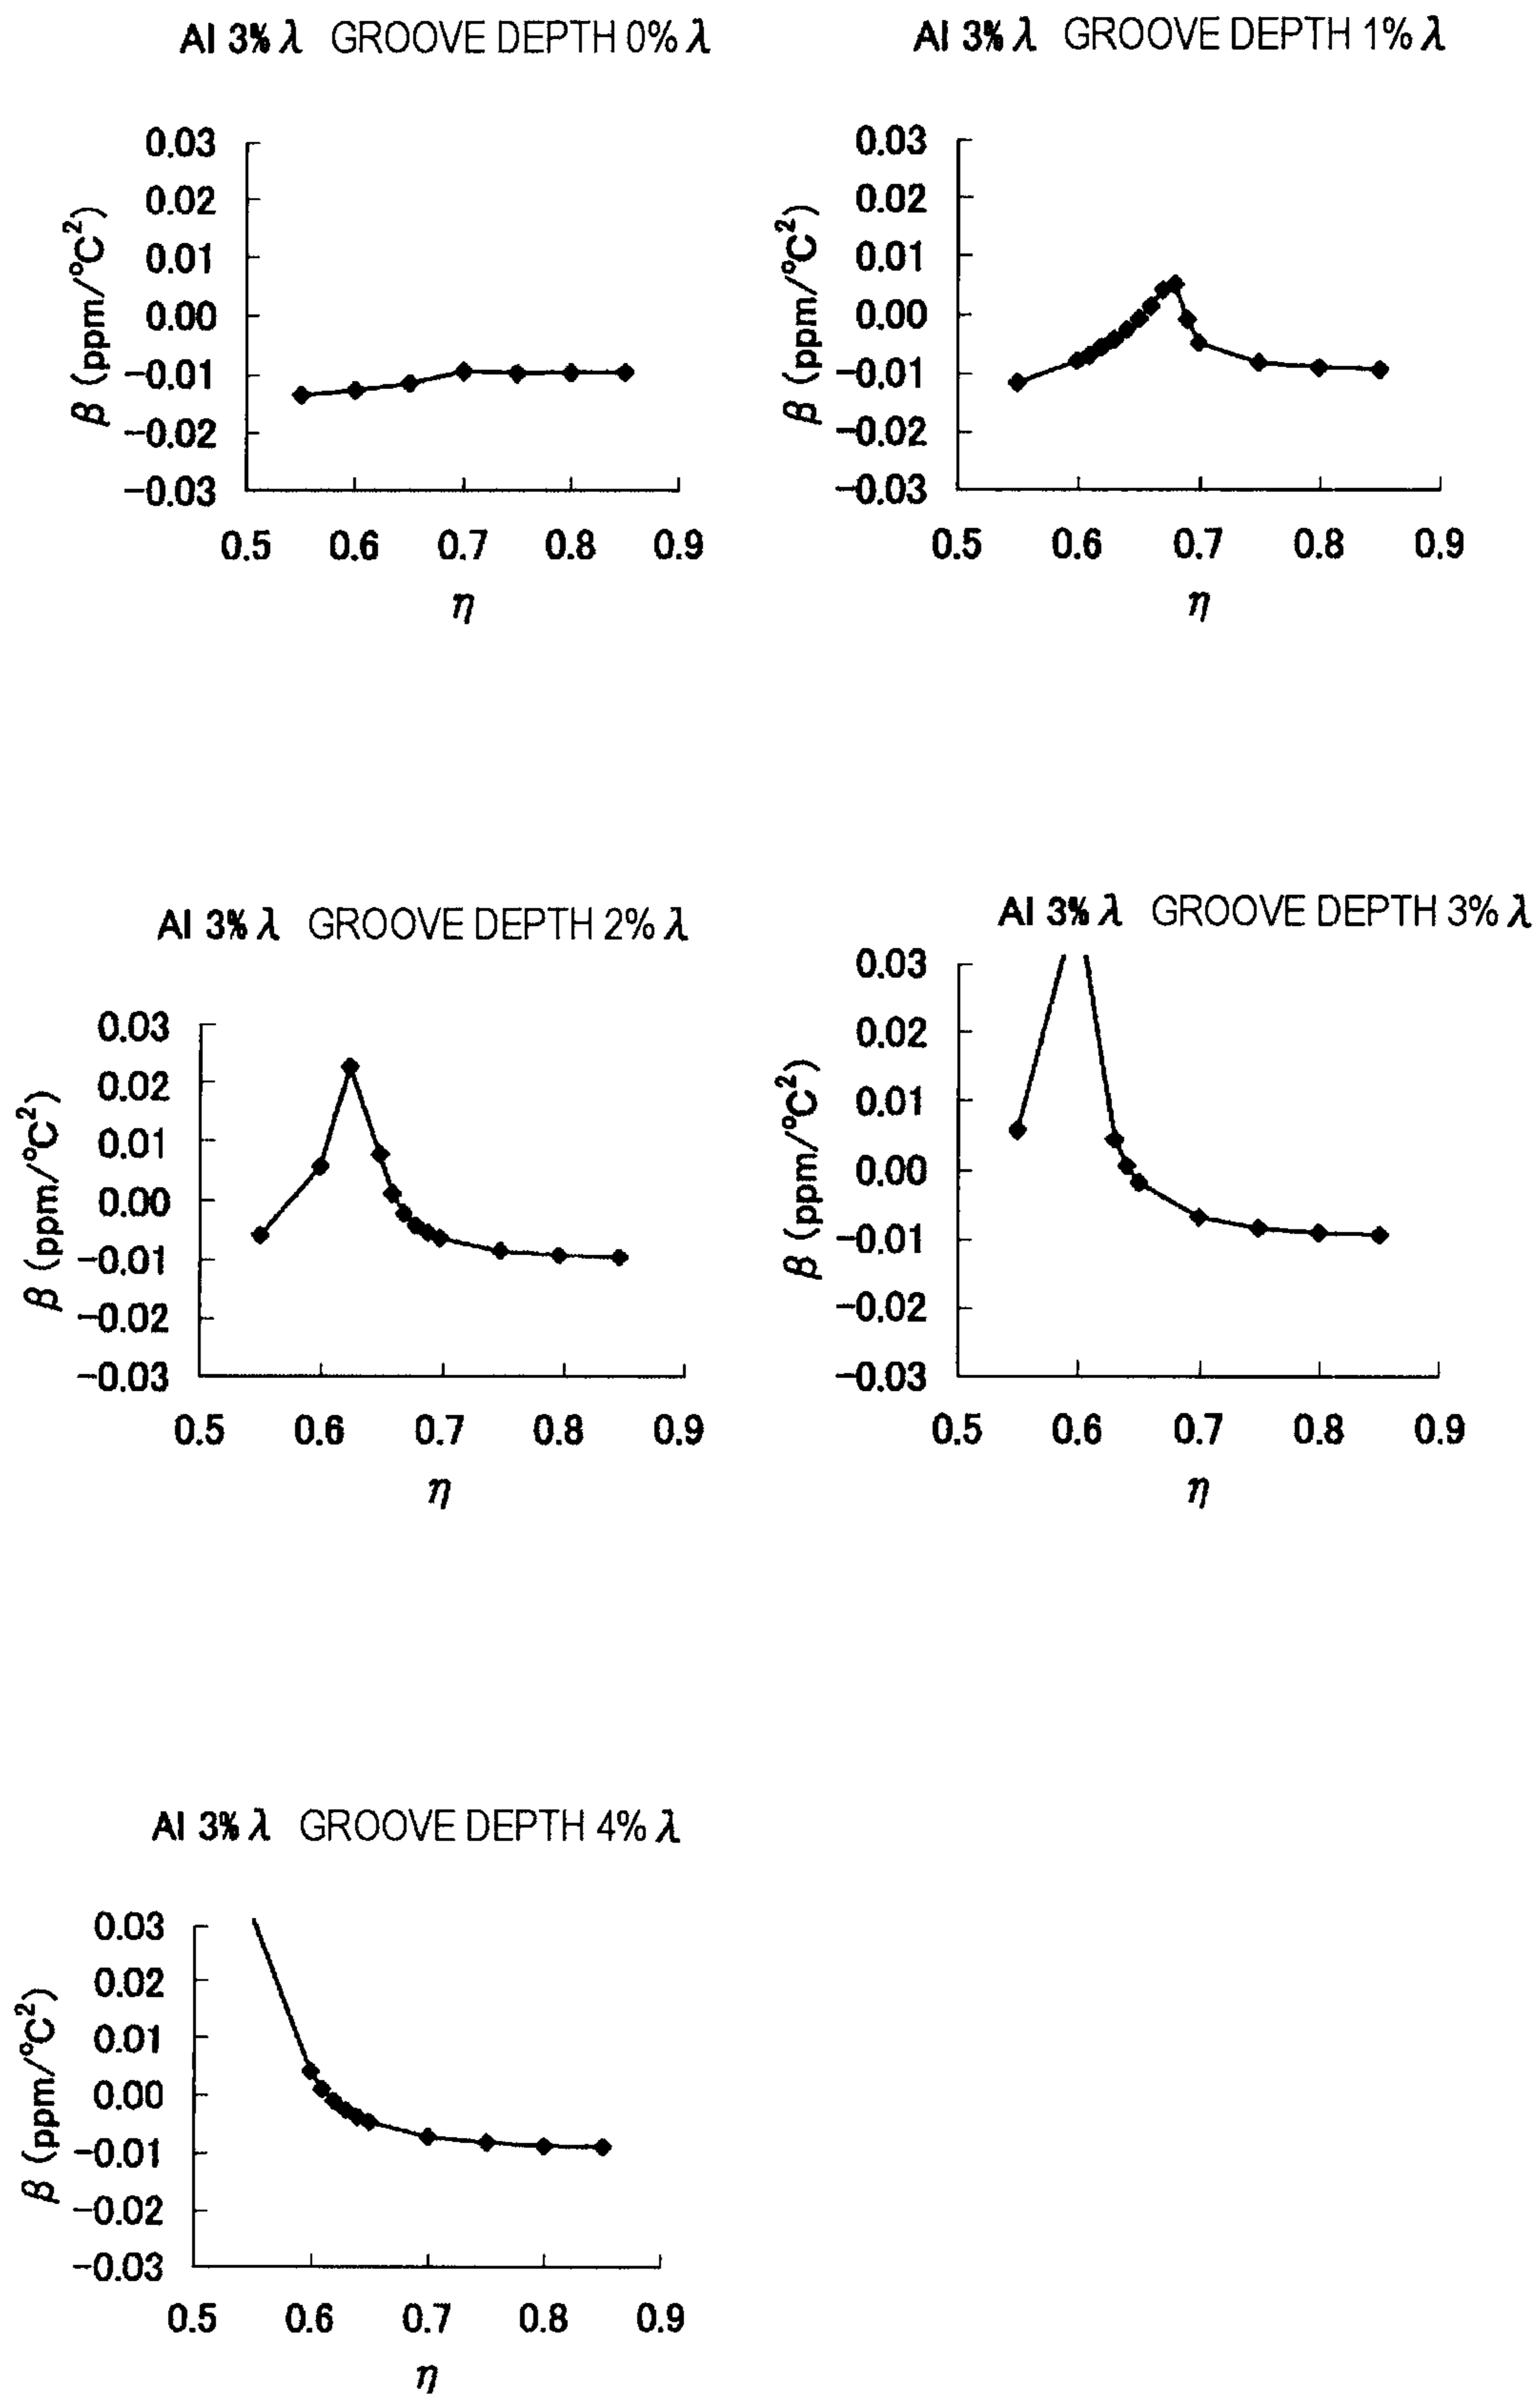 Al 3% λ GROOVE DEPTH 0% λ
0.03
0.02
0.01
0.00
−0.01
−0.02
−0.03
β (ppm/°C²)
0.5 0.6 0.7 0.8 0.9
η
Al 3% λ GROOVE DEPTH 1% λ
0.03
0.02
0.01
0.00
−0.01
−0.02
−0.03
β (ppm/°C²)
0.5 0.6 0.7 0.8 0.9
η
Al 3% λ GROOVE DEPTH 2% λ
0.03
0.02
0.01
0.00
−0.01
−0.02
−0.03
β (ppm/°C²)
0.5 0.6 0.7 0.8 0.9
η
Al 3% λ GROOVE DEPTH 3% λ
0.03
0.02
0.01
0.00
−0.01
−0.02
−0.03
β (ppm/°C²)
0.5 0.6 0.7 0.8 0.9
η
Al 3% λ GROOVE DEPTH 4% λ
0.03
0.02
0.01
0.00
−0.01
−0.02
−0.03
β (ppm/°C²)
0.5 0.6 0.7 0.8 0.9
η